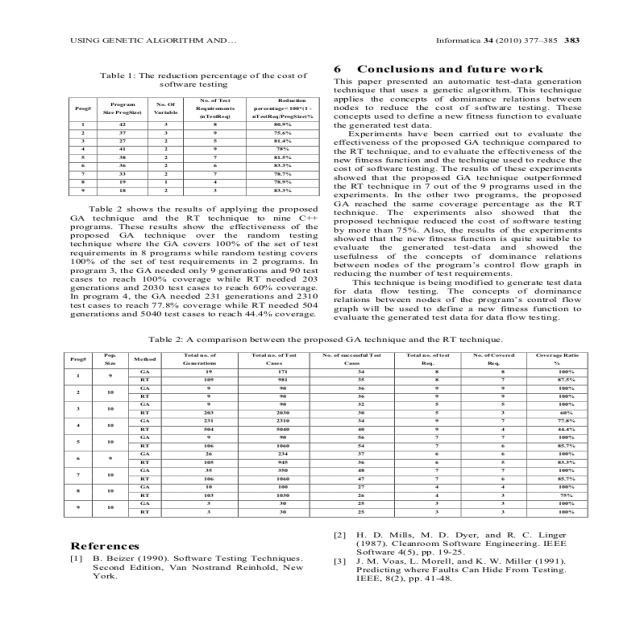 USING GENETIC ALGORITHM AND…
Informatica 34 (2010) 377–385 383
Table 1: The reduction percentage of the cost of
software testing
Prog# | Program Size ProgSize) | No. Of Variable | No. of Test Requirements (nTestReq) | Reduction percentage= 100*(1 - nTestReq/ProgSize)%
1 42 3 8 80.9%
2 37 3 9 75.6%
3 27 2 5 81.4%
4 41 2 9 78%
5 38 2 7 81.5%
6 36 2 6 83.3%
7 33 2 7 78.7%
8 19 1 4 78.9%
9 18 2 3 83.3%
Table 2 shows the results of applying the proposed
GA technique and the RT technique to nine C++
programs. These results show the effectiveness of the
proposed GA technique over the random testing
technique where the GA covers 100% of the set of test
requirements in 8 programs while random testing covers
100% of the set of test requirements in 2 programs. In
program 3, the GA needed only 9 generations and 90 test
cases to reach 100% coverage while RT needed 203
generations and 2030 test cases to reach 60% coverage.
In program 4, the GA needed 231 generations and 2310
test cases to reach 77.8% coverage while RT needed 504
generations and 5040 test cases to reach 44.4% coverage.
6 Conclusions and future work
This paper presented an automatic test-data generation
technique that uses a genetic algorithm. This technique
applies the concepts of dominance relations between
nodes to reduce the cost of software testing. These
concepts used to define a new fitness function to evaluate
the generated test data.
Experiments have been carried out to evaluate the
effectiveness of the proposed GA technique compared to
the RT technique, and to evaluate the effectiveness of the
new fitness function and the technique used to reduce the
cost of software testing. The results of these experiments
showed that the proposed GA technique outperformed
the RT technique in 7 out of the 9 programs used in the
experiments. In the other two programs, the proposed
GA reached the same coverage percentage as the RT
technique. The experiments also showed that the
proposed technique reduced the cost of software testing
by more than 75%. Also, the results of the experiments
showed that the new fitness function is quite suitable to
evaluate the generated test-data and showed the
usefulness of the concepts of dominance relations
between nodes of the program's control flow graph in
reducing the number of test requirements.
This technique is being modified to generate test data
for data flow testing. The concepts of dominance
relations between nodes of the program's control flow
graph will be used to define a new fitness function to
evaluate the generated test data for data flow testing.
Table 2: A comparison between the proposed GA technique and the RT technique.
Prog# | Pop. Size | Method | Total no. of Generations | Total no. of Test Cases | No. of successful Test Cases | Total no. of test Req. | No. of Covered Req. | Coverage Ratio %
1 9 GA 19 171 34 8 8 100%
RT 109 981 35 8 7 87.5%
2 10 GA 9 90 36 9 9 100%
RT 9 90 36 9 9 100%
3 10 GA 9 90 32 5 5 100%
RT 203 2030 30 5 3 60%
4 10 GA 231 2310 34 9 7 77.8%
RT 504 5040 40 9 4 44.4%
5 10 GA 9 90 56 7 7 100%
RT 106 1060 54 7 6 85.7%
6 9 GA 26 234 37 6 6 100%
RT 105 945 36 6 5 83.3%
7 10 GA 35 350 48 7 7 100%
RT 106 1060 47 7 6 85.7%
8 10 GA 10 100 27 4 4 100%
RT 103 1030 26 4 3 75%
9 10 GA 3 30 25 3 3 100%
RT 3 30 25 3 3 100%
References
[1] B. Beizer (1990). Software Testing Techniques.
Second Edition, Van Nostrand Reinhold, New
York.
[2] H. D. Mills, M. D. Dyer, and R. C. Linger
(1987). Cleanroom Software Engineering. IEEE
Software 4(5), pp. 19-25.
[3] J. M. Voas, L. Morell, and K. W. Miller (1991).
Predicting where Faults Can Hide From Testing.
IEEE, 8(2), pp. 41-48.